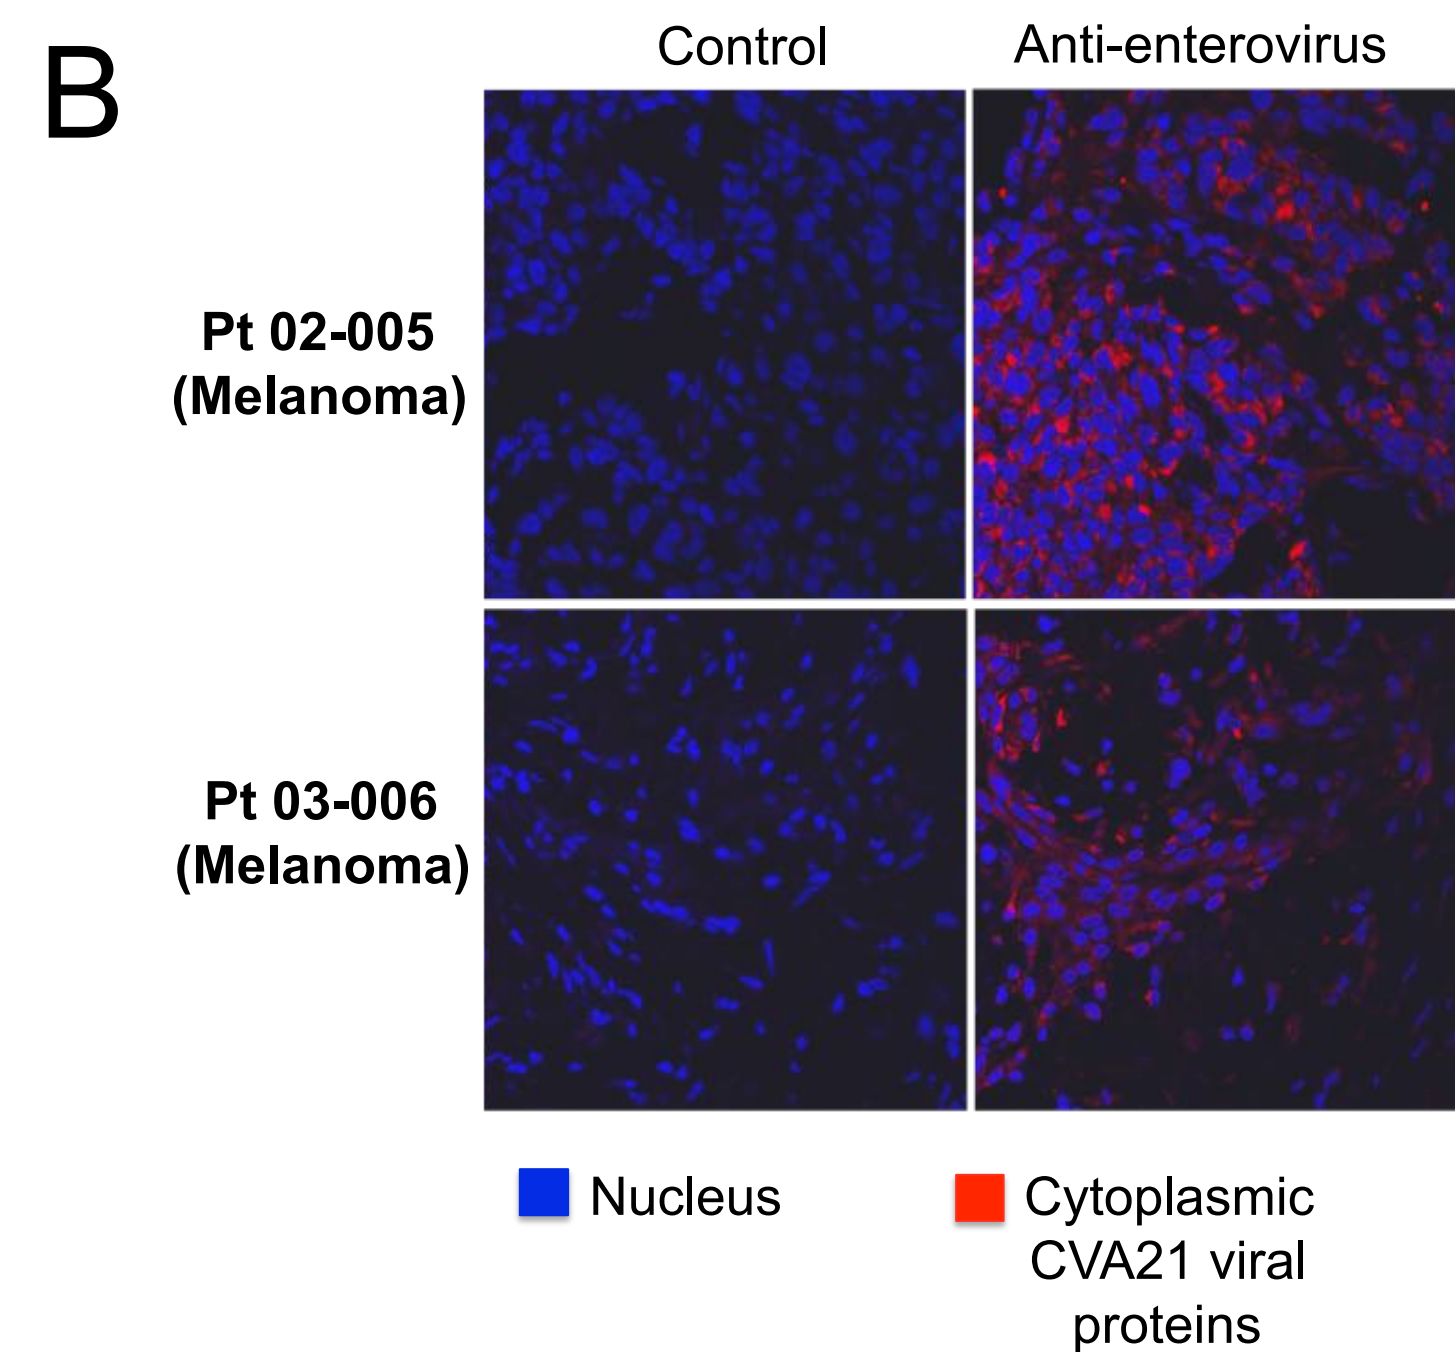 B
Control
Anti-enterovirus
Pt 02-005
(Melanoma)
Pt 03-006
(Melanoma)
Nucleus
Cytoplasmic
CVA21 viral
proteins